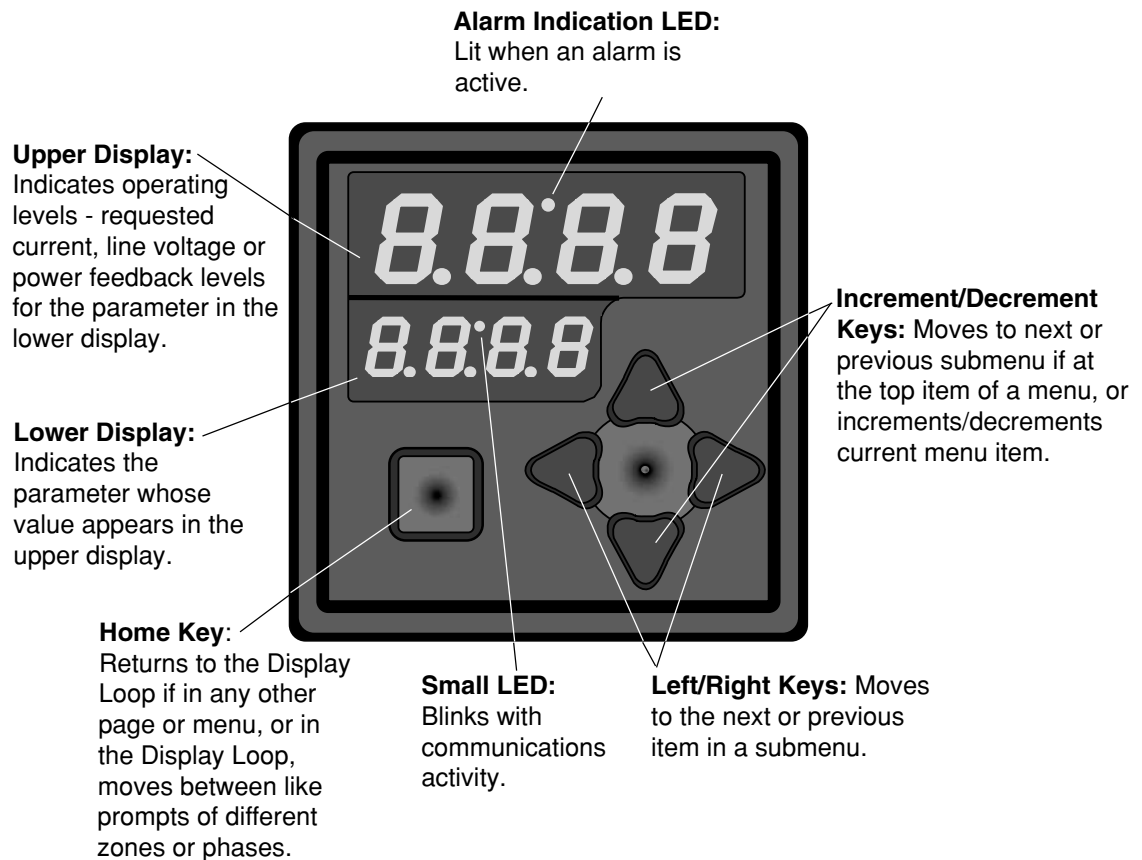 Alarm Indication LED:
Lit when an alarm is
active.
Upper Display:
Indicates operating
levels - requested
current, line voltage or
power feedback levels
for the parameter in the
lower display.
8.8.8.8
8.8.8.8
Increment/Decrement
Keys: Moves to next or
previous submenu if at
the top item of a menu, or
increments/decrements
current menu item.
Lower Display:
Indicates the
parameter whose
value appears in the
upper display.
Home Key:
Returns to the Display
Loop if in any other
page or menu, or in
the Display Loop,
moves between like
prompts of different
zones or phases.
Small LED:
Blinks with
communications
activity.
Left/Right Keys: Moves
to the next or previous
item in a submenu.